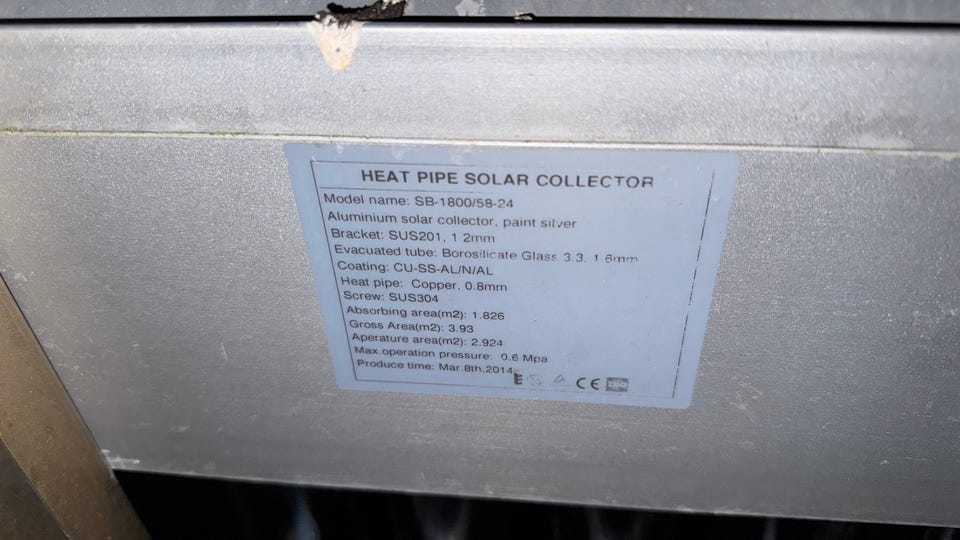 HEAT PIPE SOLAR COLLECTOR
Model name: SB-1800/58-24
Aluminium solar collector, paint silver
Bracket: SUS201, 1.2mm
Evacuated tube: Borosilicate Glass 3.3, 1.6mm
Coating: CU-SS-AL/N/AL
Heat pipe: Copper, 0.8mm
Screw: SUS304
Absorbing area(m2): 1.826
Gross Area(m2): 3.93
Aperature area(m2): 2.924
Max.operation pressure: 0.6 Mpa
Produce time: Mar.8th,2014
CE